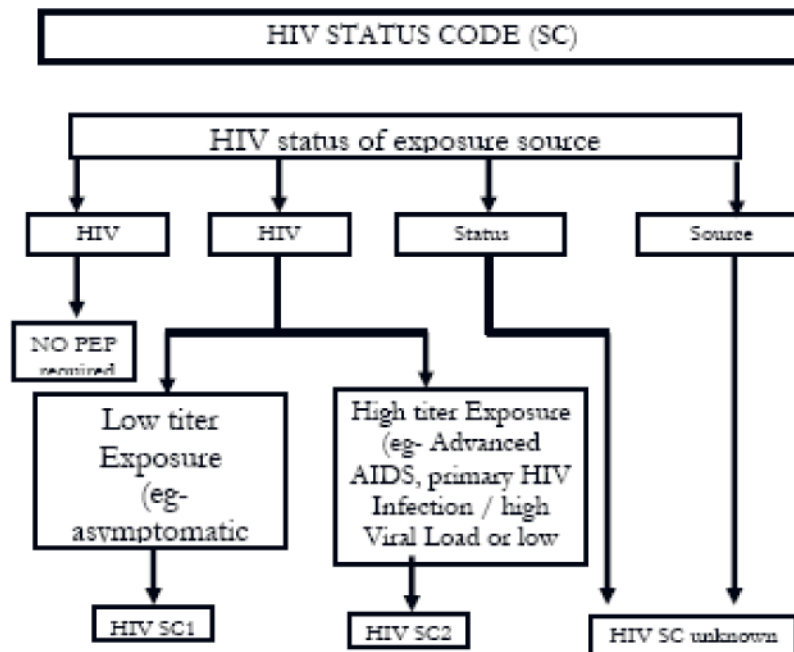 HIV STATUS CODE (SC)
HIV status of exposure source
HIV
HIV
Status
Source
NO PEP
required
Low titer
Exposure
(eg-
asymptomatic
High titer Exposure
(eg- Advanced
AIDS, primary HIV
Infection / high
Viral Load or low
HIV SC1
HIV SC2
HIV SC unknown